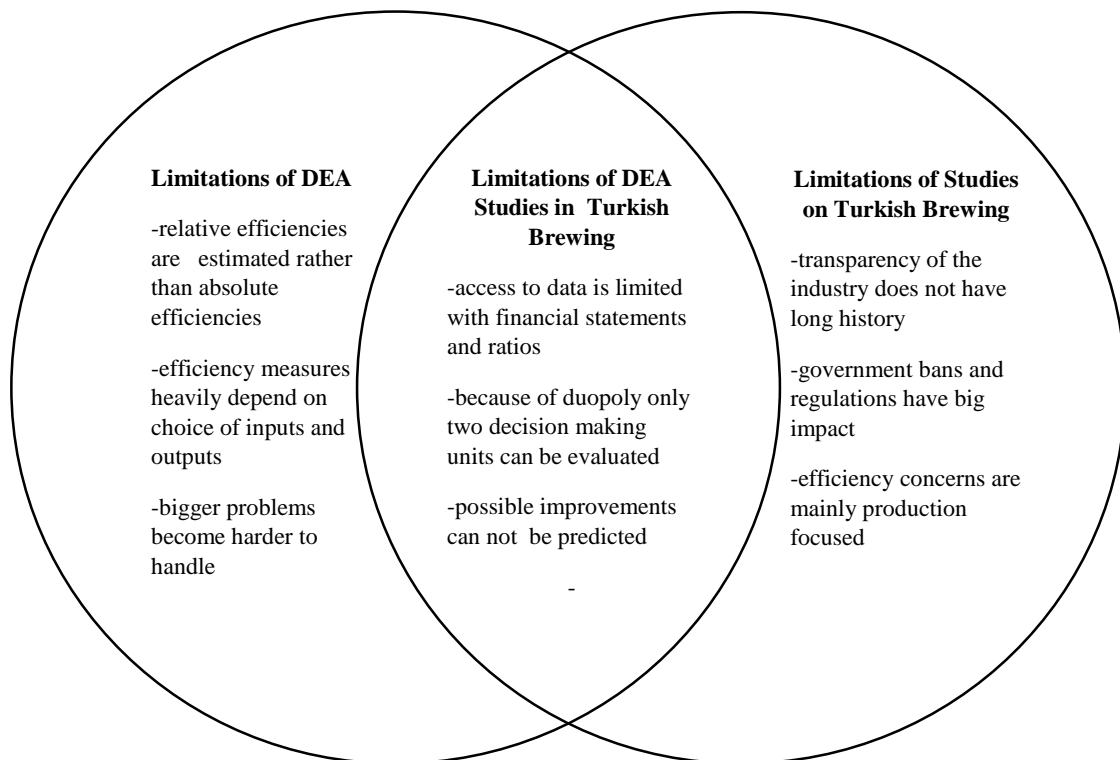 Limitations of DEA
-relative efficiencies
are estimated rather
than absolute
efficiencies
-efficiency measures
heavily depend on
choice of inputs and
outputs
-bigger problems
become harder to
handle
Limitations of DEA
Studies in Turkish
Brewing
-access to data is limited
with financial statements
and ratios
-because of duopoly only
two decision making
units can be evaluated
-possible improvements
can not be predicted
-
Limitations of Studies
on Turkish Brewing
-transparency of the
industry does not have
long history
-government bans and
regulations have big
impact
-efficiency concerns are
mainly production
focused